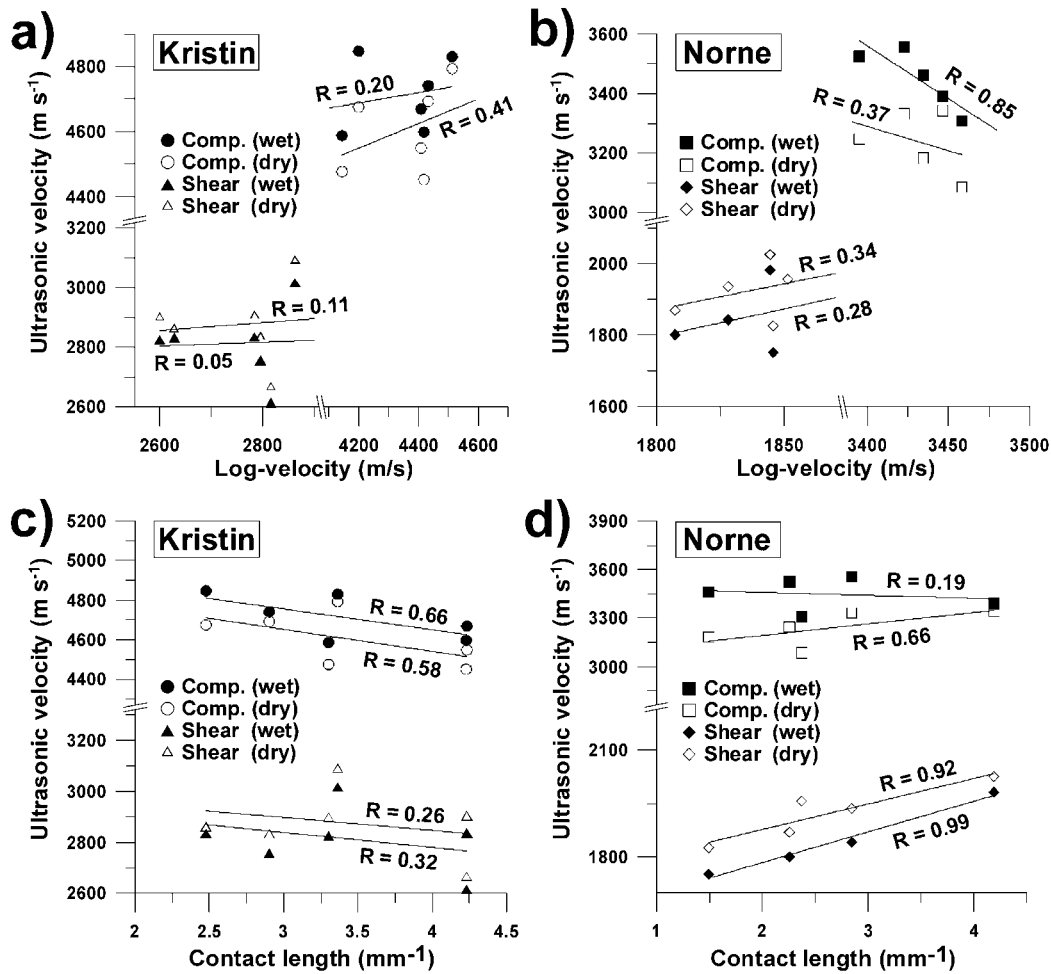 a)
Kristin
Ultrasonic velocity (m s-1)
4800
4600
4400
3000
2800
2600
R = 0.20
R = 0.41
Comp. (wet)
Comp. (dry)
Shear (wet)
Shear (dry)
R = 0.11
R = 0.05
2600
2800
4200
4400
4600
Log-velocity (m/s)
b)
Norne
Ultrasonic velocity (m s-1)
3600
3400
3200
3000
2000
1800
1600
R = 0.85
R = 0.37
Comp. (wet)
Comp. (dry)
Shear (wet)
Shear (dry)
R = 0.34
R = 0.28
1800
1850
3400
3450
3500
Log-velocity (m/s)
c)
Kristin
Ultrasonic velocity (m s-1)
5200
5000
4800
4600
4400
3000
2900
2800
2600
R = 0.66
R = 0.58
Comp. (wet)
Comp. (dry)
Shear (wet)
Shear (dry)
R = 0.26
R = 0.32
2
2.5
3
3.5
4
4.5
Contact length (mm-1)
d)
Norne
Ultrasonic velocity (m s-1)
3900
3600
3300
3000
2100
1800
R = 0.19
R = 0.66
Comp. (wet)
Comp. (dry)
Shear (wet)
Shear (dry)
R = 0.92
R = 0.99
1
2
3
4
Contact length (mm-1)